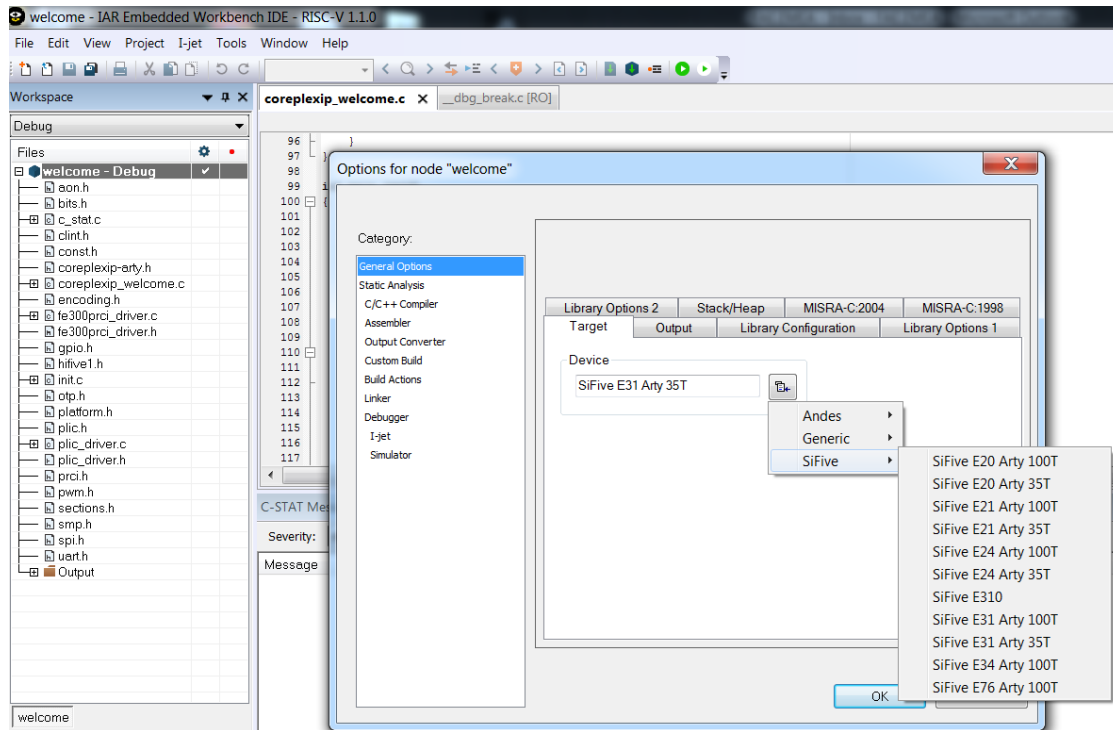 welcome - IAR Embedded Workbench IDE - RISC-V 1.1.0
File Edit View Project I-jet Tools Window Help
Workspace
coreplexip_welcome.c
__dbg_break.c [RO]
Debug
Files
welcome - Debug
aon.h
bits.h
c_stat.c
clint.h
const.h
coreplexip-arty.h
coreplexip_welcome.c
encoding.h
fe300prci_driver.c
fe300prci_driver.h
gpio.h
hifive1.h
init.c
otp.h
platform.h
plic.h
plic_driver.c
plic_driver.h
prci.h
pwm.h
sections.h
smp.h
spi.h
uart.h
Output
welcome
96 }
97 }
98
99 i
100 {
101
102
103
104
105
106
107
108
109
110
111
112
113
114
115
116
117
C-STAT Me
Severity:
Message
Options for node "welcome"
Category:
General Options
Static Analysis
C/C++ Compiler
Assembler
Output Converter
Custom Build
Build Actions
Linker
Debugger
I-jet
Simulator
Library Options 2 Stack/Heap MISRA-C:2004 MISRA-C:1998
Target Output Library Configuration Library Options 1
Device
SiFive E31 Arty 35T
Andes
Generic
SiFive
SiFive E20 Arty 100T
SiFive E20 Arty 35T
SiFive E21 Arty 100T
SiFive E21 Arty 35T
SiFive E24 Arty 100T
SiFive E24 Arty 35T
SiFive E310
SiFive E31 Arty 100T
SiFive E31 Arty 35T
SiFive E34 Arty 100T
SiFive E76 Arty 100T
OK